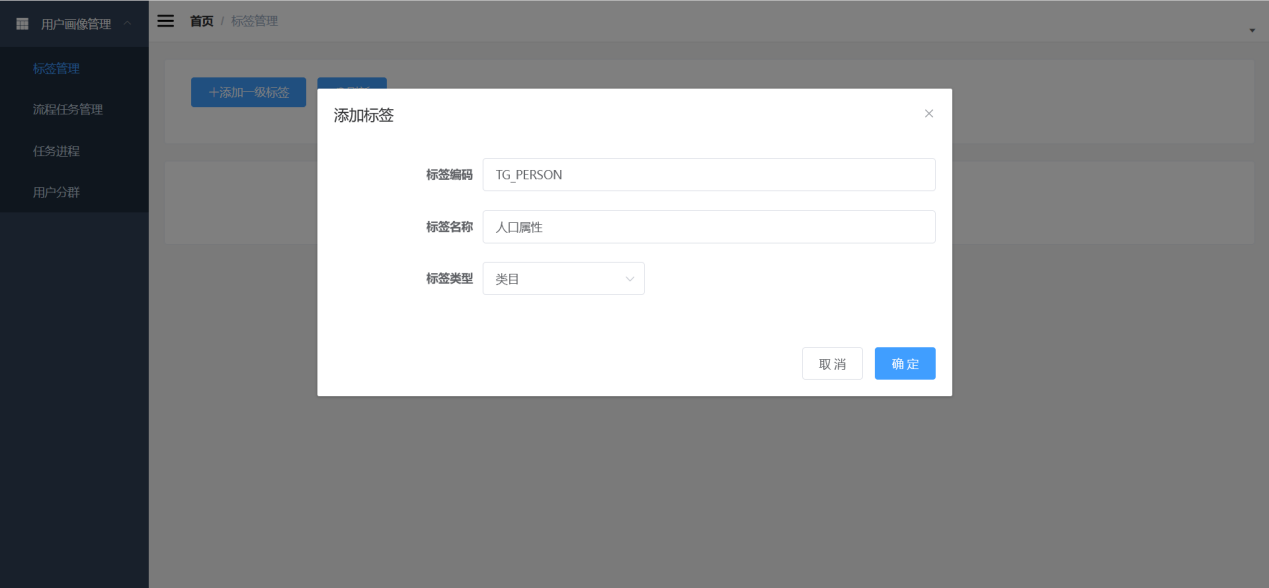 用户画像管理
首页 / 标签管理
标签管理
流程任务管理
任务进程
用户分群
+添加一级标签
添加标签
标签编码 TG_PERSON
标签名称 人口属性
标签类型 类目
取 消 确 定